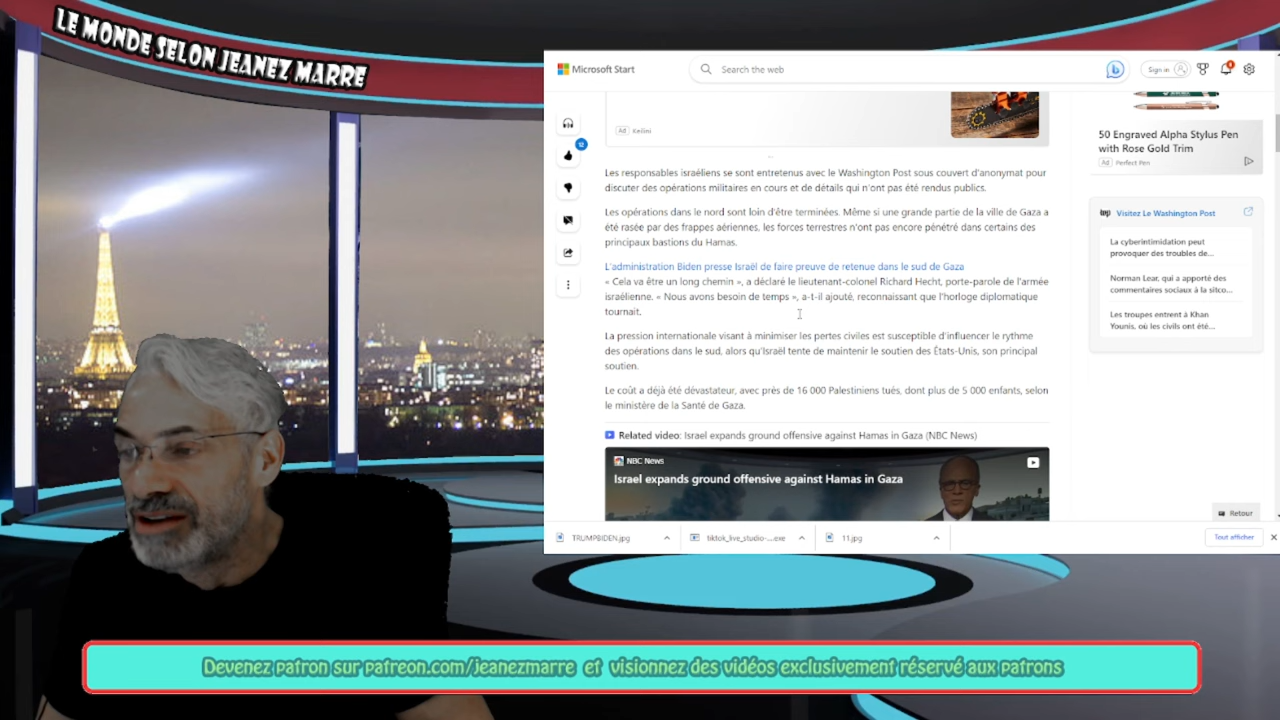 LE MONDE SELON JEANEZ MARRE
Microsoft Start
Search the web
Sign in
Ad
50 Engraved Alpha Stylus Pen
with Rose Gold Trim
Ad Perfect Pen
12
Les responsables israéliens se sont entretenus avec le Washington Post sous couvert d'anonymat pour
discuter des opérations militaires en cours et de détails qui n'ont pas été rendus publics.
Les opérations dans le nord sont loin d'être terminées. Même si une grande partie de la ville de Gaza a
été rasée par des frappes aériennes, les forces terrestres n'ont pas encore pénétré dans certains des
principaux bastions du Hamas.
L'administration Biden presse Israël de faire preuve de retenue dans le sud de Gaza
« Cela va être un long chemin », a déclaré le lieutenant-colonel Richard Hecht, porte-parole de l'armée
israélienne. « Nous avons besoin de temps », a-t-il ajouté, reconnaissant que l'horloge diplomatique
tournait.
La pression internationale visant à minimiser les pertes civiles est susceptible d'influencer le rythme
des opérations dans le sud, alors qu'Israël tente de maintenir le soutien des États-Unis, son principal
soutien.
Le coût a déjà été dévastateur, avec près de 16 000 Palestiniens tués, dont plus de 5 000 enfants, selon
le ministère de la Santé de Gaza.
Related video: Israel expands ground offensive against Hamas in Gaza (NBC News)
NBC News
Israel expands ground offensive against Hamas in Gaza
wp Visitez Le Washington Post
La cyberintimidation peut
provoquer des troubles de...
Norman Lear, qui a apporté des
commentaires sociaux à la sitco...
Les troupes entrent à Khan
Younis, où les civils ont été...
Retour
TRUMPBIDEN.jpg
tiktok_live_studio-....exe
11.jpg
Tout afficher
Devenez patron sur patreon.com/jeanezmarre et visionnez des vidéos exclusivement réservé aux patrons